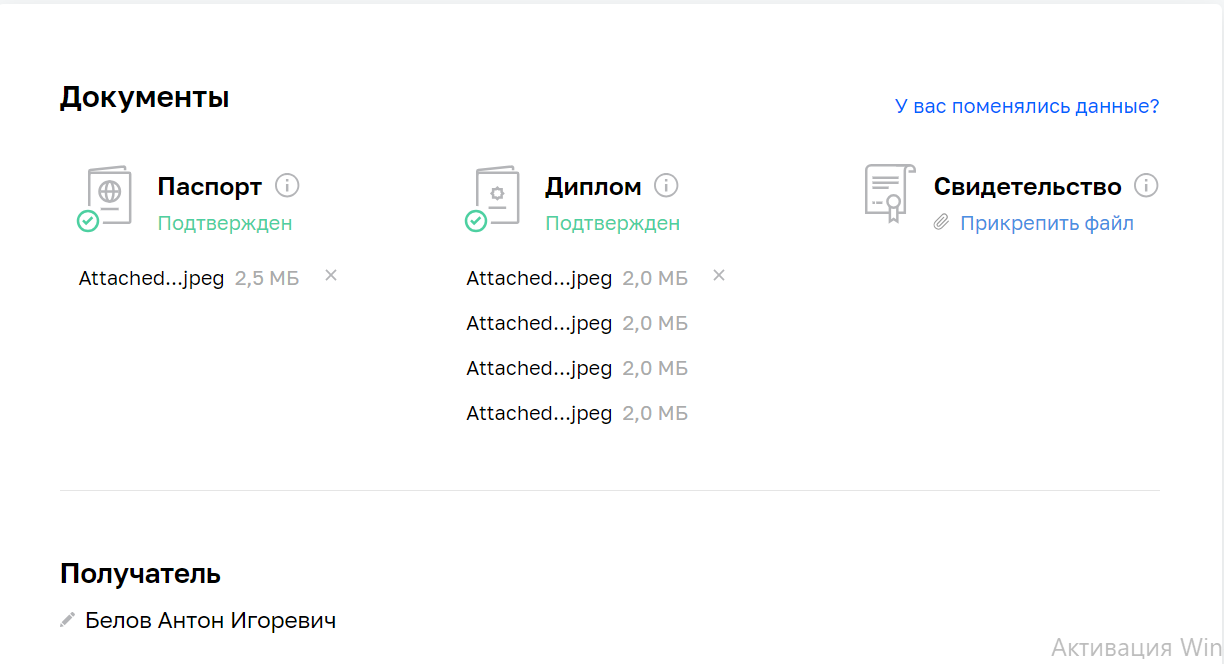 Документы
У вас поменялись данные?
Паспорт
Подтвержден
Attached...jpeg 2,5 МБ
Диплом
Подтвержден
Attached...jpeg 2,0 МБ
Attached...jpeg 2,0 МБ
Attached...jpeg 2,0 МБ
Attached...jpeg 2,0 МБ
Свидетельство
Прикрепить файл
Получатель
Белов Антон Игоревич
Активация Win